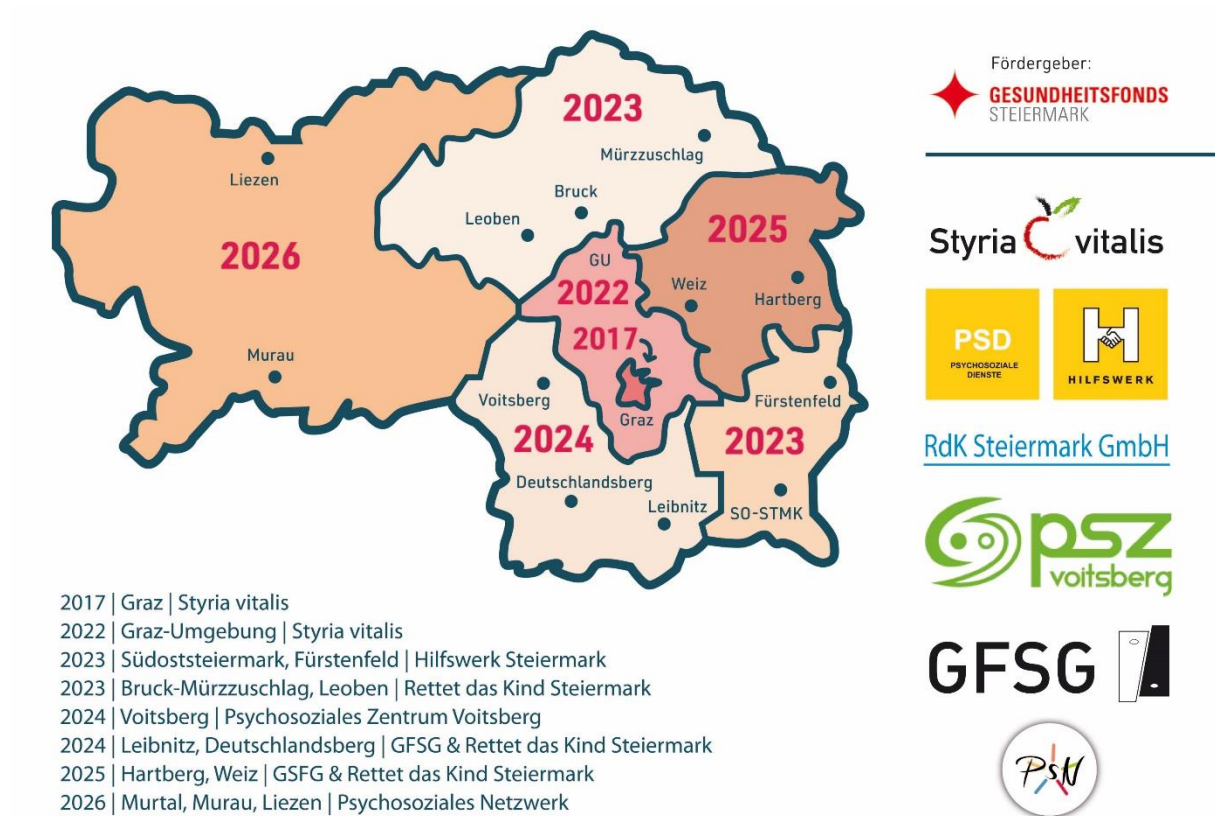 2023
Mürzzuschlag
Liezen
Bruck
Leoben
2025
2026
GU
Weiz
2022
Hartberg
2017
Murau
Voitsberg
Fürstenfeld
Graz
2024
2023
Deutschlandsberg
Leibnitz
SO-STMK
2017 | Graz | Styria vitalis
2022 | Graz-Umgebung | Styria vitalis
2023 | Südoststeiermark, Fürstenfeld | Hilfswerk Steiermark
2023 | Bruck-Mürzzuschlag, Leoben | Rettet das Kind Steiermark
2024 | Voitsberg | Psychosoziales Zentrum Voitsberg
2024 | Leibnitz, Deutschlandsberg | GFSG & Rettet das Kind Steiermark
2025 | Hartberg, Weiz | GSFG & Rettet das Kind Steiermark
2026 | Murtal, Murau, Liezen | Psychosoziales Netzwerk
Fördergeber:
GESUNDHEITSFONDS
STEIERMARK
Styria vitalis
PSD
PSYCHOSOZIALE
DIENSTE
H
HILFSWERK
RdK Steiermark GmbH
psz
voitsberg
GFSG
PsN